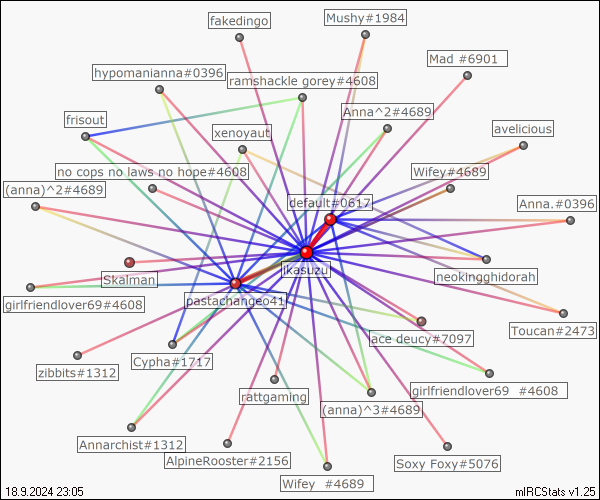 fakedingo
Mushy#1984
Mad #6901
hypomanianna#0396
ramshackle gorey#4608
Anna^2#4689
frisout
xenoyaut
avelicious
no cops no laws no hope#4608
Wifey#4689
(anna)^2#4689
default#0617
Anna.#0396
ikasuzu
neokingghidorah
Skalman
pastachangeo41
girlfriendlover69#4608
Toucan#2473
ace deucy#7097
Cypha#1717
zibbits#1312
girlfriendlover69 #4608
rattgaming
(anna)^3#4689
Annarchist#1312
AlpineRooster#2156
Soxy Foxy#5076
Wifey #4689
18.9.2024 23:05
mIRCStats v1.25